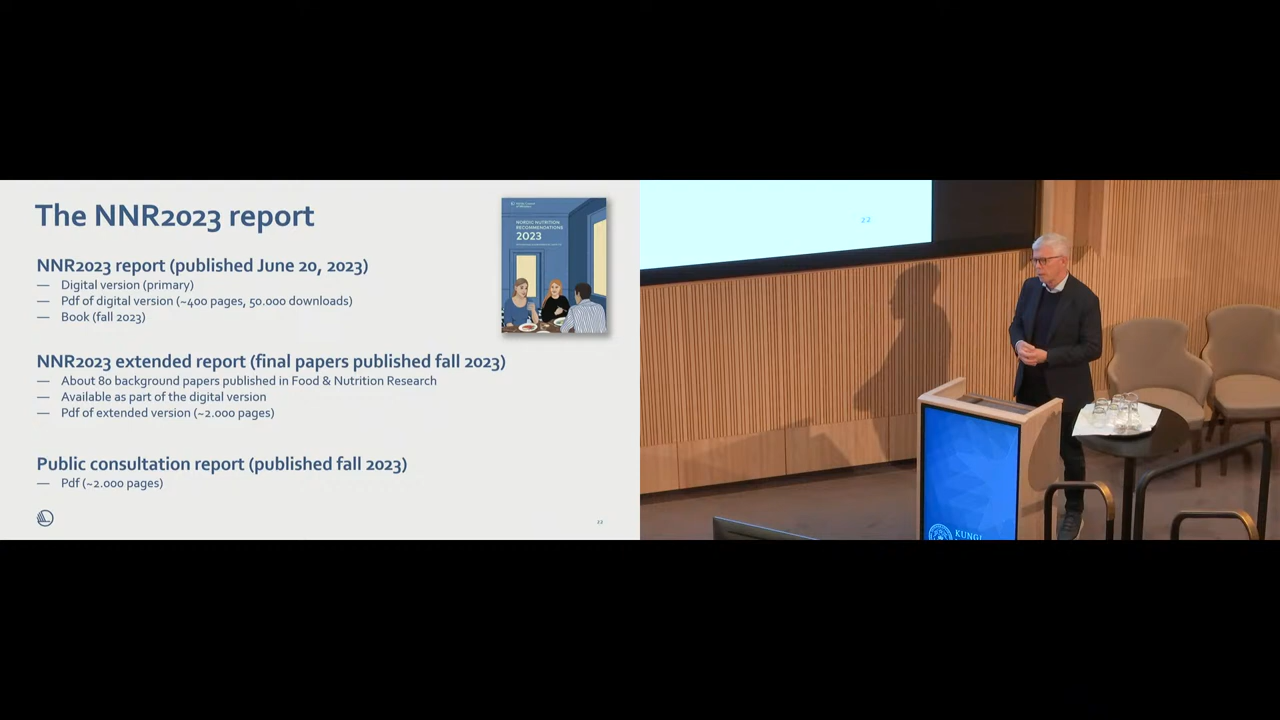 The NNR2023 report
NNR2023 report (published June 20, 2023)
— Digital version (primary)
— Pdf of digital version (~400 pages, 50.000 downloads)
— Book (fall 2023)
NORDIC NUTRITION
RECOMMENDATIONS
2023
NNR2023 extended report (final papers published fall 2023)
— About 80 background papers published in Food & Nutrition Research
— Available as part of the digital version
— Pdf of extended version (~2.000 pages)
Public consultation report (published fall 2023)
— Pdf (~2.000 pages)
22
22
KUNGL